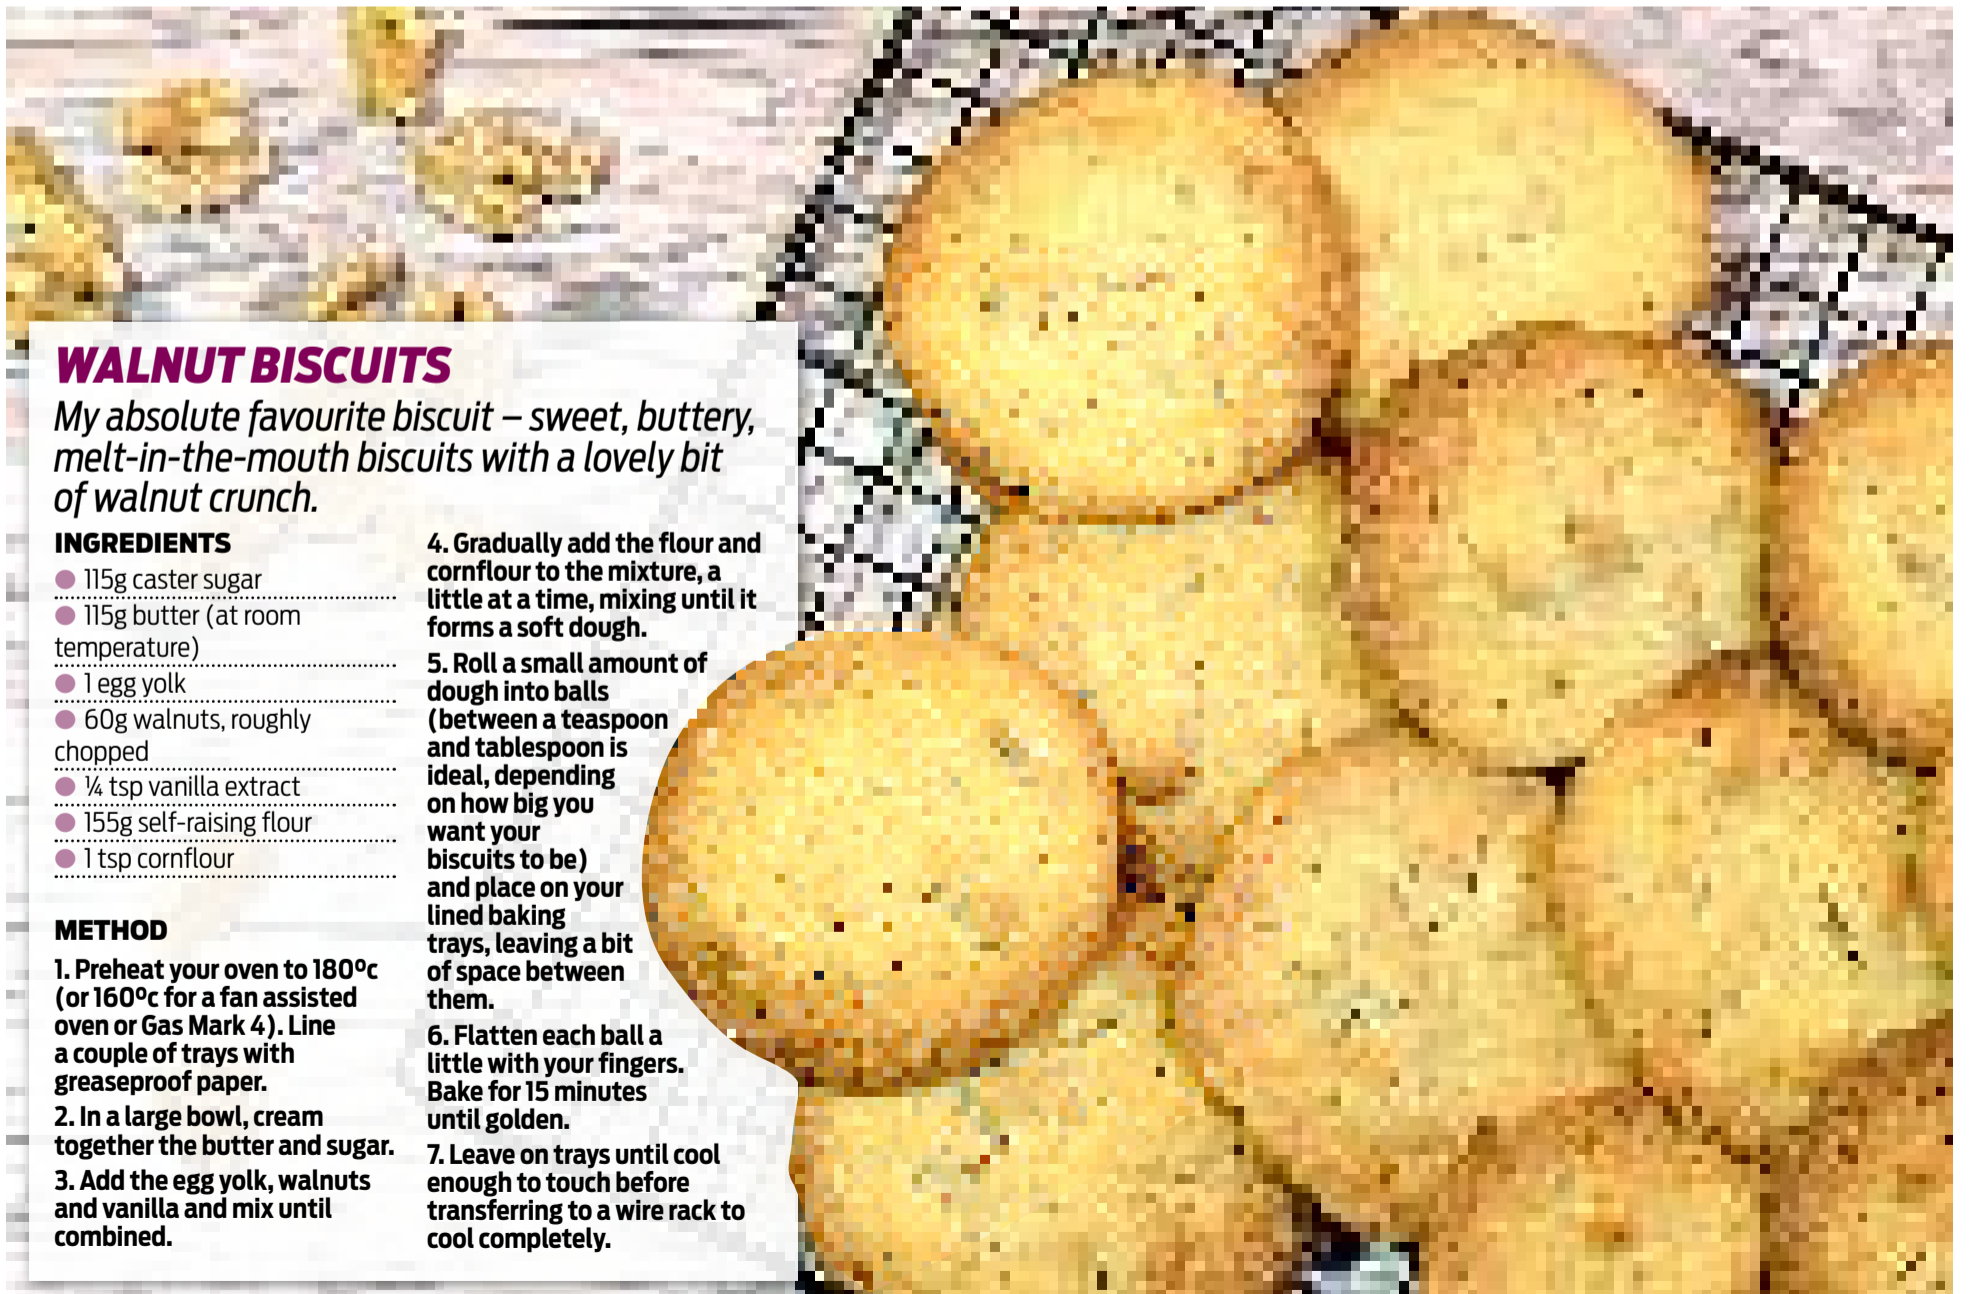 WALNUT BISCUITS
My absolute favourite biscuit – sweet, buttery,
melt-in-the-mouth biscuits with a lovely bit
of walnut crunch.
INGREDIENTS
● 115g caster sugar
● 115g butter (at room
temperature)
● 1 egg yolk
● 60g walnuts, roughly
chopped
● ¼ tsp vanilla extract
● 155g self-raising flour
● 1 tsp cornflour
METHOD
1. Preheat your oven to 180ºc
(or 160ºc for a fan assisted
oven or Gas Mark 4). Line
a couple of trays with
greaseproof paper.
2. In a large bowl, cream
together the butter and sugar.
3. Add the egg yolk, walnuts
and vanilla and mix until
combined.
4. Gradually add the flour and
cornflour to the mixture, a
little at a time, mixing until it
forms a soft dough.
5. Roll a small amount of
dough into balls
(between a teaspoon
and tablespoon is
ideal, depending
on how big you
want your
biscuits to be)
and place on your
lined baking
trays, leaving a bit
of space between
them.
6. Flatten each ball a
little with your fingers.
Bake for 15 minutes
until golden.
7. Leave on trays until cool
enough to touch before
transferring to a wire rack to
cool completely.